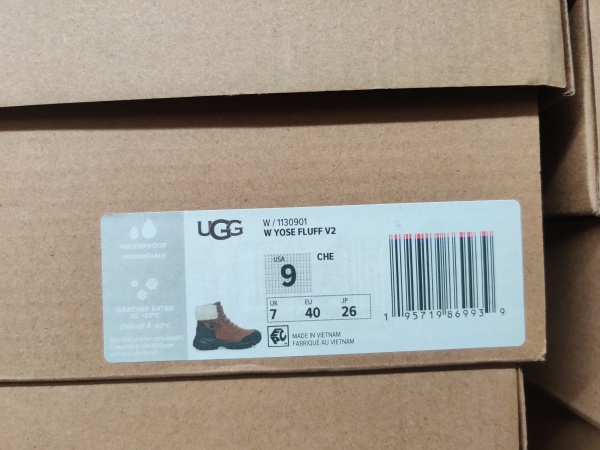 UGG
W / 1130901
W YOSE FLUFF V2
USA
9
CHE
UK
7
EU
40
JP
26
MADE IN VIETNAM
FABRIQUÉ AU VIETNAM
1 95719 86993 9
WATERPROOF
WEATHER RATED